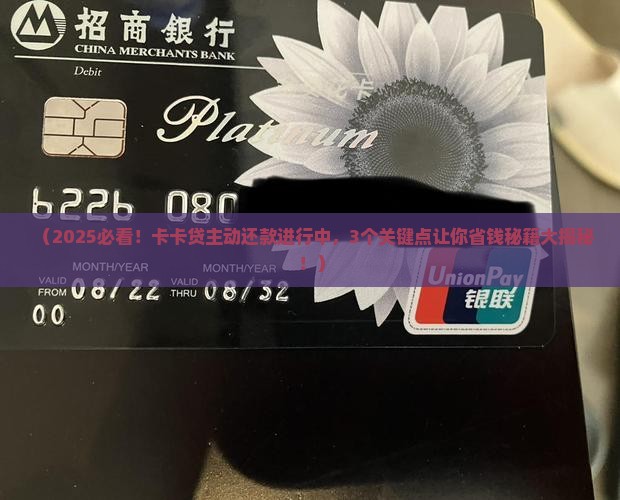 招商銀行
CHINA MERCHANTS BANK
Debit
Platinum
6226 080
（2025必看！卡卡贷主动还款进行中，3个关键点让你省钱秘籍大揭秘
！）
MONTH/YEAR MONTH/YEAR
VALID FROM 08/22 VALID THRU 08/32
UnionPay
银联
00